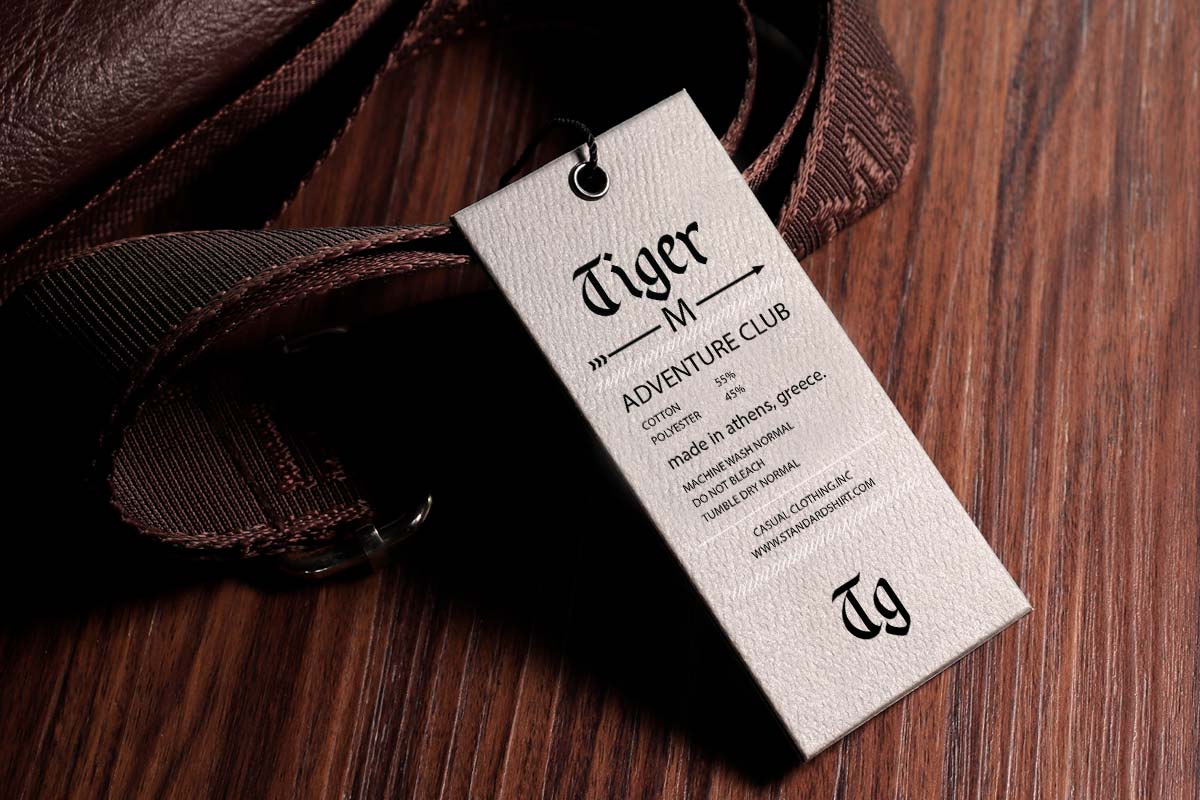 Tiger
M
ADVENTURE CLUB
COTTON 55%
POLYESTER 45%
made in athens, greece.
MACHINE WASH NORMAL
DO NOT BLEACH
TUMBLE DRY NORMAL
CASUAL CLOTHING.INC
WWW.STANDARDSHIRT.COM
Tg